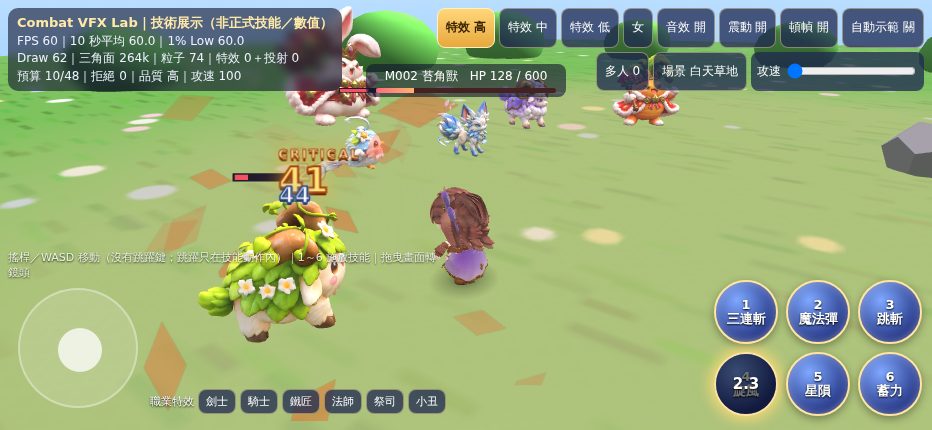 Combat VFX Lab｜技術展示（非正式技能／數值）
FPS 60｜10 秒平均 60.0｜1% Low 60.0
Draw 62｜三角面 264k｜粒子 74｜特效 0＋投射 0
預算 10/48｜拒絕 0｜品質 高｜攻速 100
特效 高
特效 中
特效 低
女
音效 開
震動 開
頓幀 開
自動示範 關
多人 0
場景 白天草地
攻速
M002 苔角獸 HP 128 / 600
CRITICAL
41
44
搖桿／WASD 移動（沒有跳躍鍵；跳躍只在技能動作內）｜1～6 施放技能｜拖曳畫面轉
鏡頭
1
三連斬
2
魔法彈
3
跳斬
4
2.3
旋風
5
星隕
6
蓄力
職業特效
劍士
騎士
鐵匠
法師
祭司
小丑